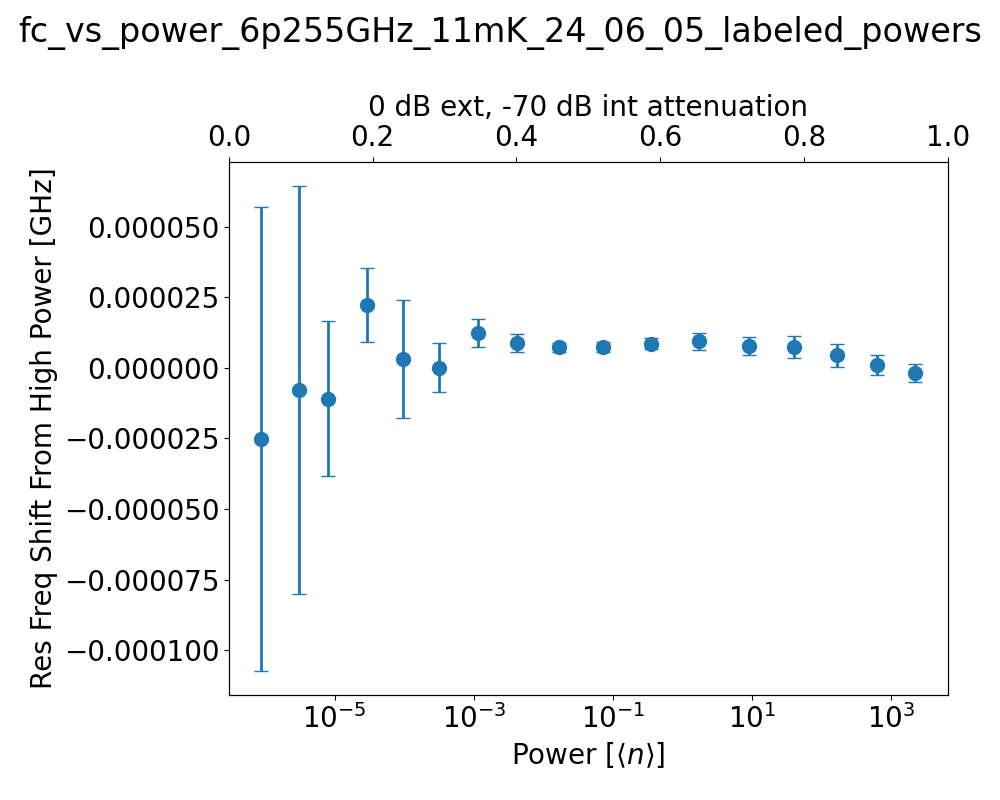 fc_vs_power_6p255GHz_11mK_24_06_05_labeled_powers
0 dB ext, -70 dB int attenuation
0.0 0.2 0.4 0.6 0.8 1.0
Res Freq Shift From High Power [GHz]
0.000050
0.000025
0.000000
−0.000025
−0.000050
−0.000075
−0.000100
10⁻⁵ 10⁻³ 10⁻¹ 10¹ 10³
Power [⟨n⟩]